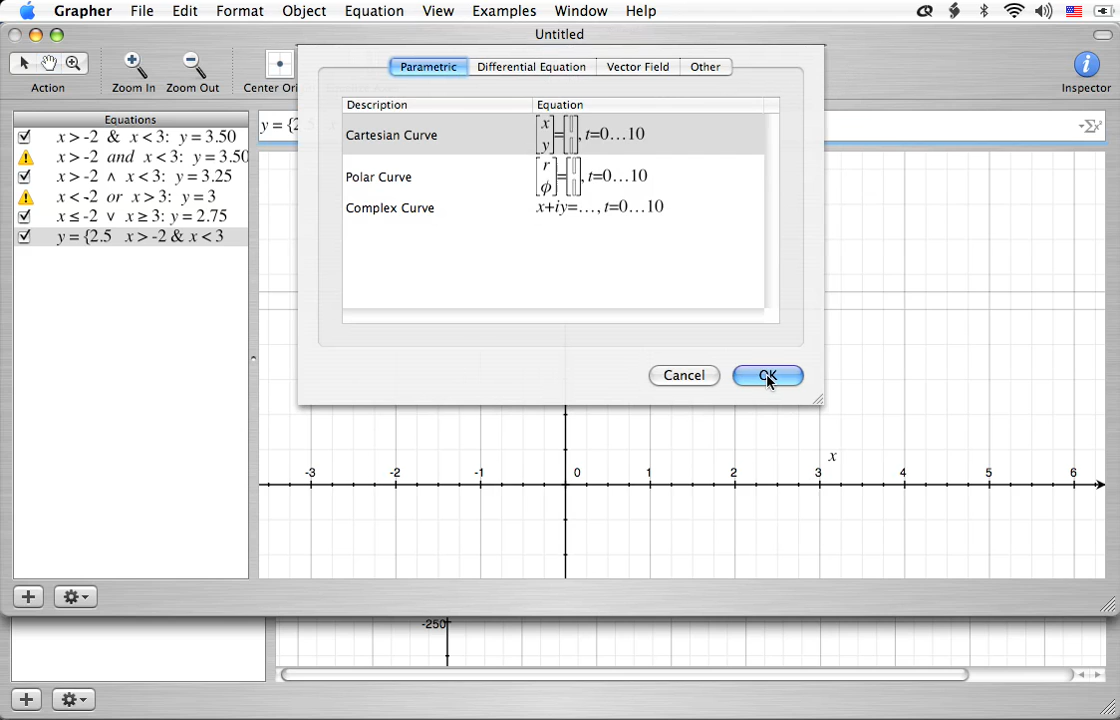 Grapher File Edit Format Object Equation View Examples Window Help
Untitled
Action Zoom In Zoom Out Center Ori Inspector
Parametric Differential Equation Vector Field Other
Description Equation
Cartesian Curve [x y]=[ ], t=0…10
Polar Curve [r ϕ]=[ ], t=0…10
Complex Curve x+iy=…, t=0…10
Cancel OK
Equations
x>-2 & x<3: y=3.50
x>-2 and x<3: y=3.50
x>-2 ∧ x<3: y=3.25
x<-2 or x>3: y=3
x≤-2 ∨ x≥3: y=2.75
y={2.5 x>-2 & x<3
y={2
Σx²
x
-3 -2 -1 0 1 2 3 4 5 6
-250